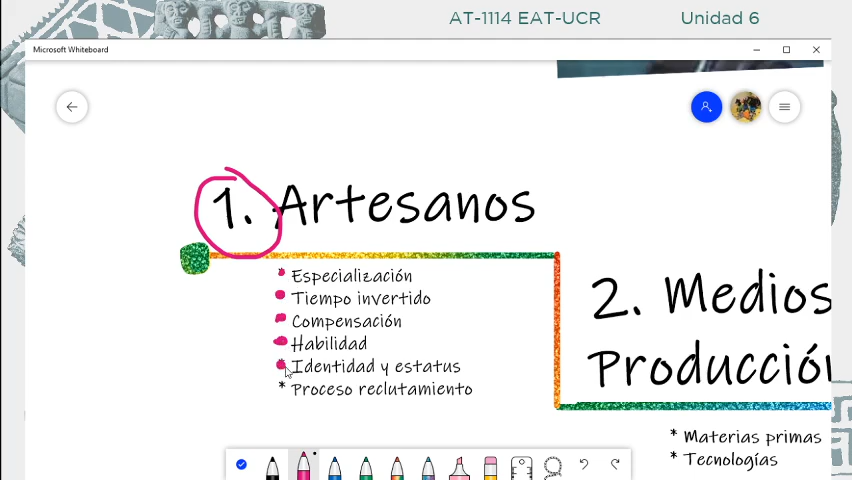 AT-1114 EAT-UCR Unidad 6
Microsoft Whiteboard
1. Artesanos
* Especialización
* Tiempo invertido
* Compensación
* Habilidad
* Identidad y estatus
* Proceso reclutamiento
2. Medios
Producción
* Materias primas
* Tecnologías